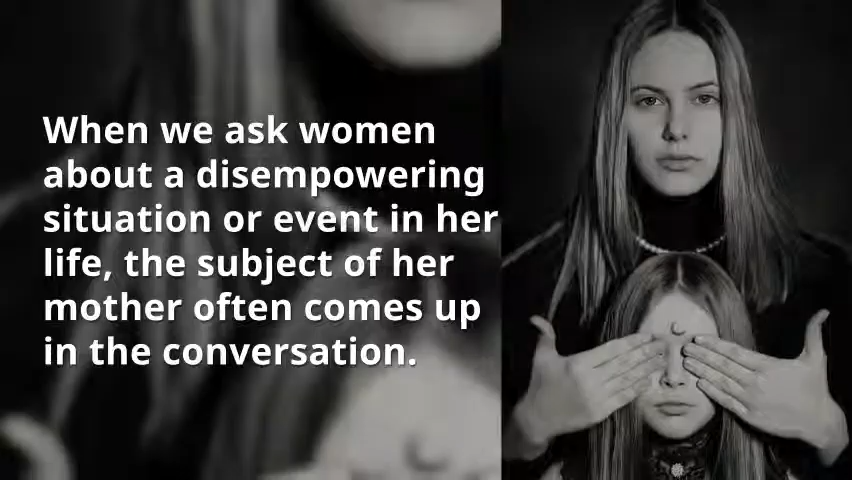 When we ask women
about a disempowering
situation or event in her
life, the subject of her
mother often comes up
in the conversation.